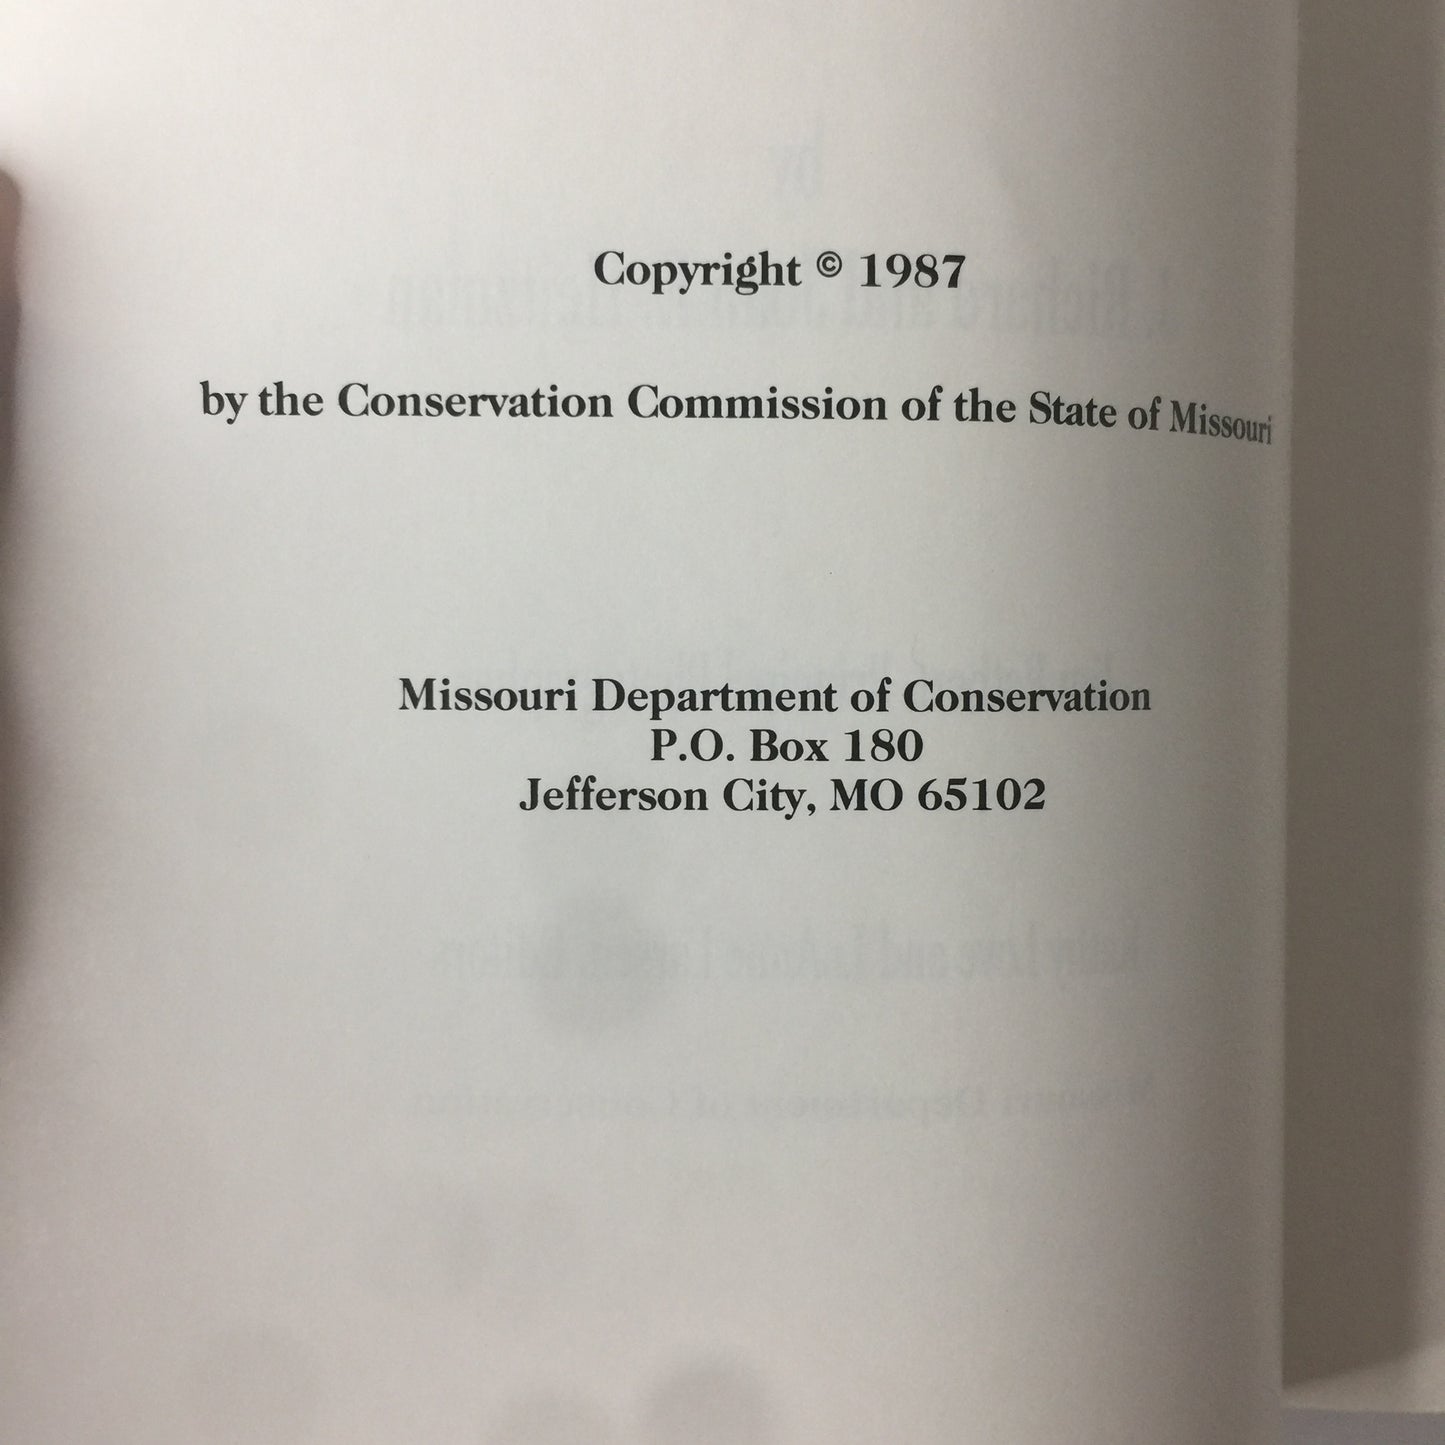 Copyright © 1987
by the Conservation Commission of the State of Missouri
Missouri Department of Conservation
P.O. Box 180
Jefferson City, MO 65102